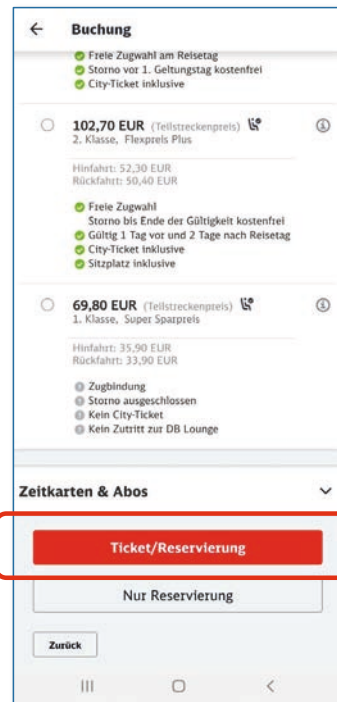 Buchung
Freie Zugwahl am Reisetag
Storno vor 1. Geltungstag kostenfrei
City-Ticket inklusive
102,70 EUR (Teilstreckenpreis)
2. Klasse, Flexpreis Plus
Hinfahrt: 52,30 EUR
Rückfahrt: 50,40 EUR
Freie Zugwahl
Storno bis Ende der Gültigkeit kostenfrei
Gültig 1 Tag vor und 2 Tage nach Reisetag
City-Ticket inklusive
Sitzplatz inklusive
69,80 EUR (Teilstreckenpreis)
1. Klasse, Super Sparpreis
Hinfahrt: 35,90 EUR
Rückfahrt: 33,90 EUR
Zugbindung
Storno ausgeschlossen
Kein City-Ticket
Kein Zutritt zur DB Lounge
Zeitkarten & Abos
Ticket/Reservierung
Nur Reservierung
Zurück